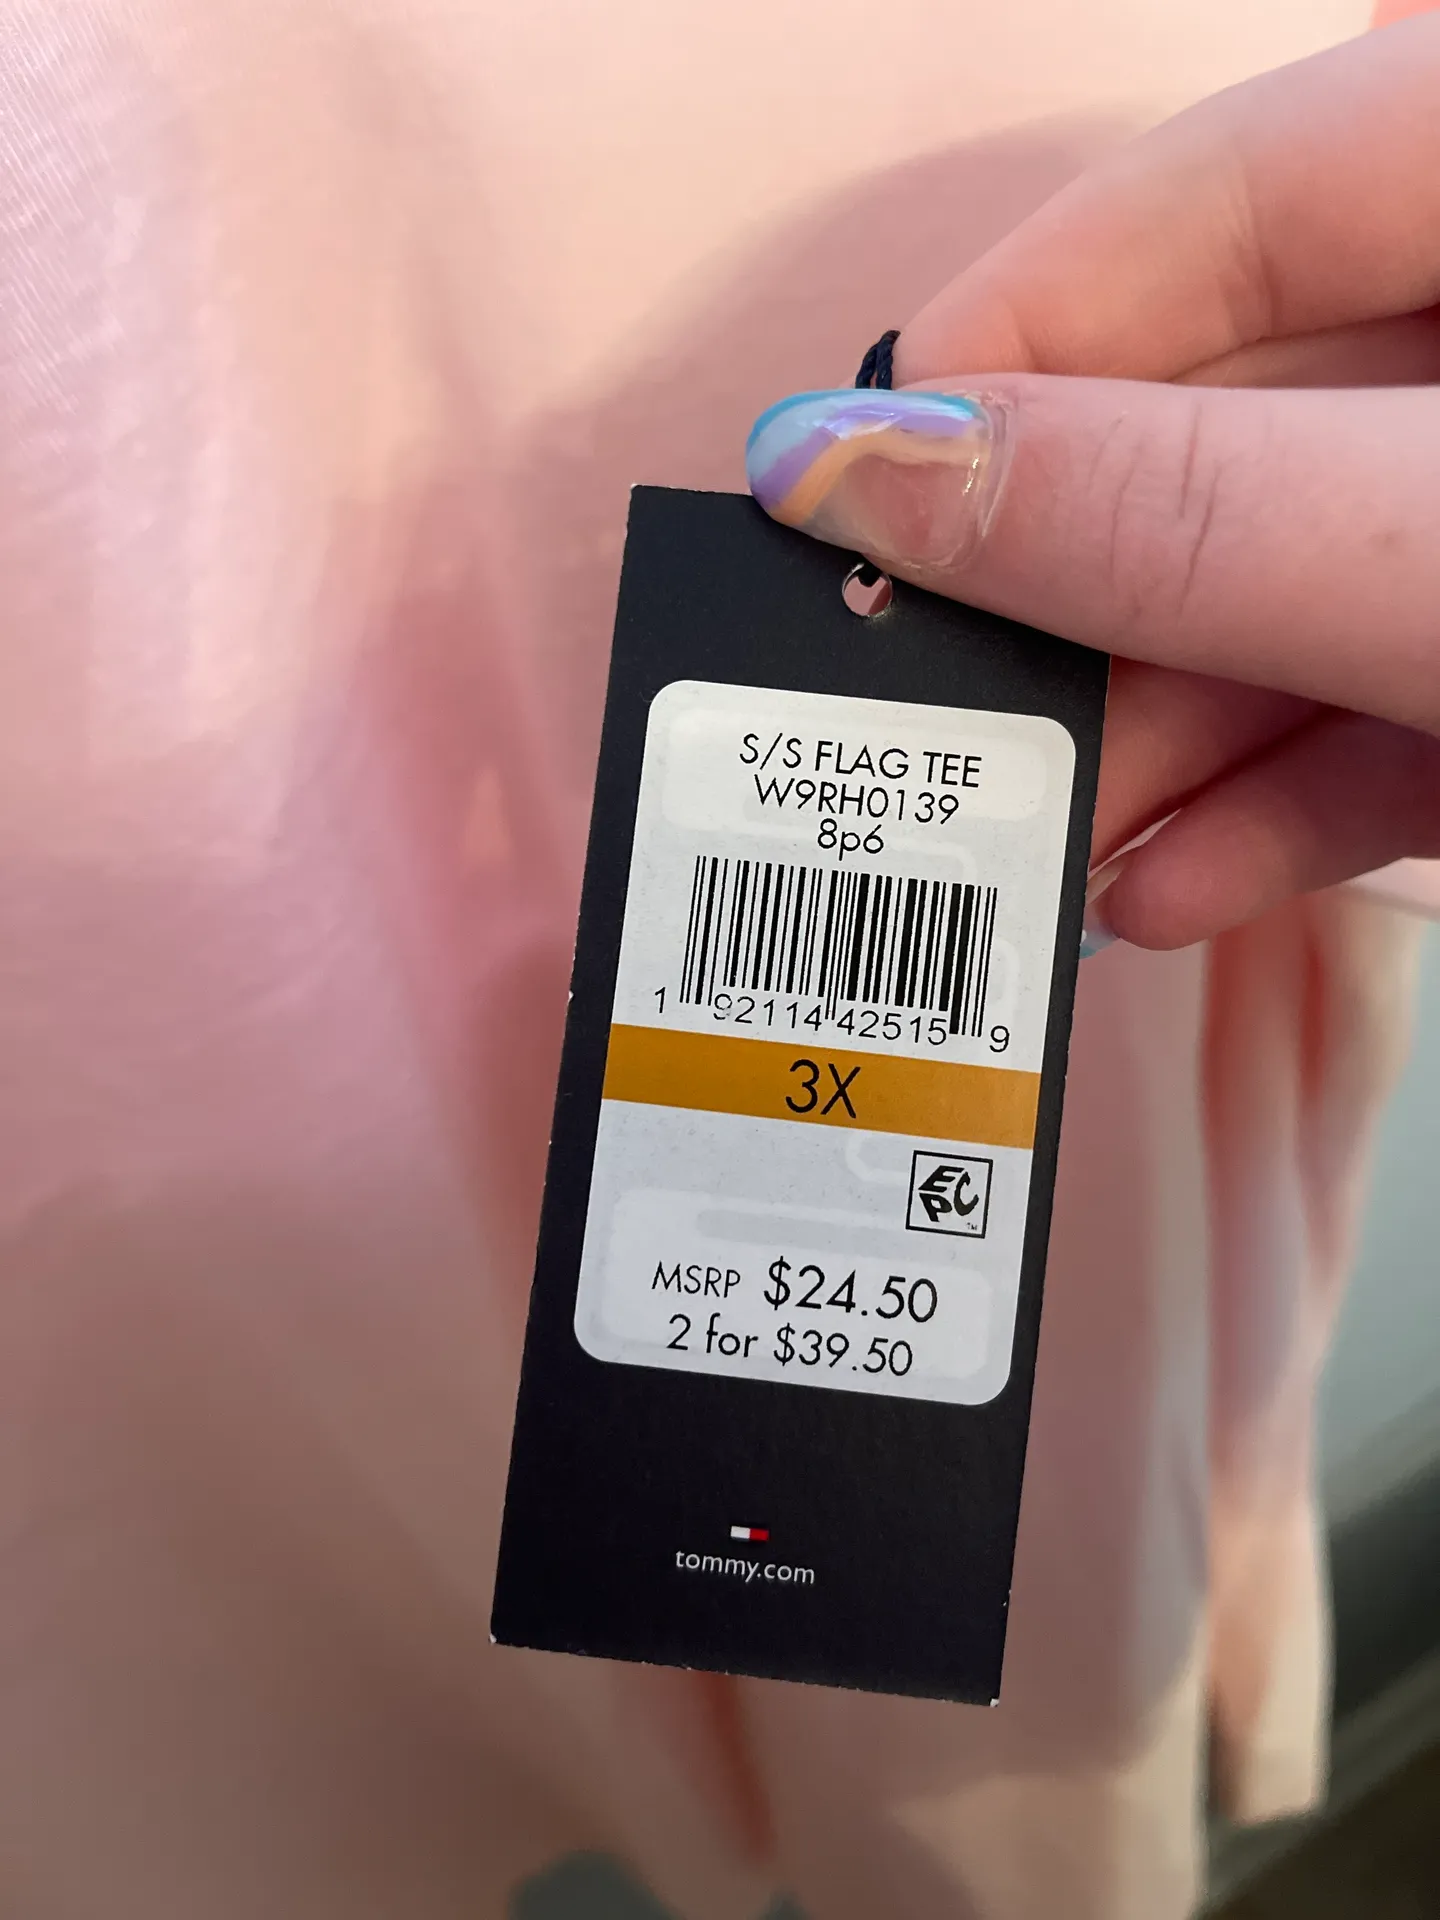 S/S FLAG TEE
W9RH0139
8p6
1 92114 42515 9
3X
EPC
TM
MSRP $24.50
2 for $39.50
tommy.com